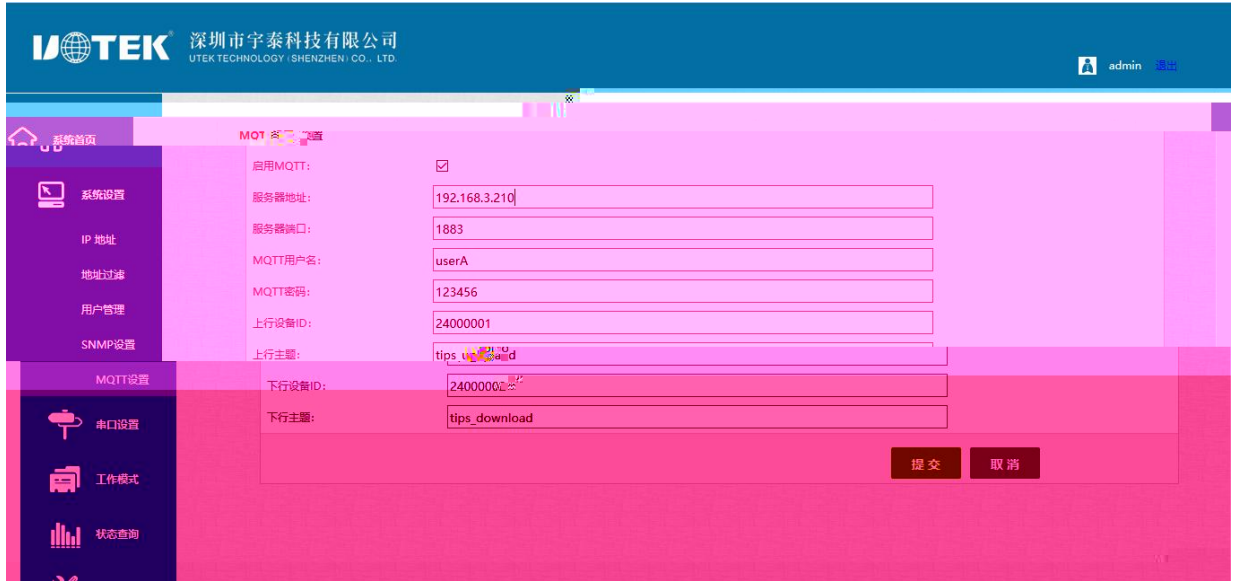 UOTEK® 深圳市宇泰科技有限公司
UTEK TECHNOLOGY (SHENZHEN) CO., LTD.
admin 退出
系统首页
系统设置
IP 地址
地址过滤
用户管理
SNMP设置
MQTT设置
串口设置
工作模式
状态查询
启用MQTT:
服务器地址: 192.168.3.210
服务器端口: 1883
MQTT用户名: userA
MQTT密码: 123456
上行设备ID: 24000001
上行主题:
下行设备ID:
下行主题: tips_download
提交 取消